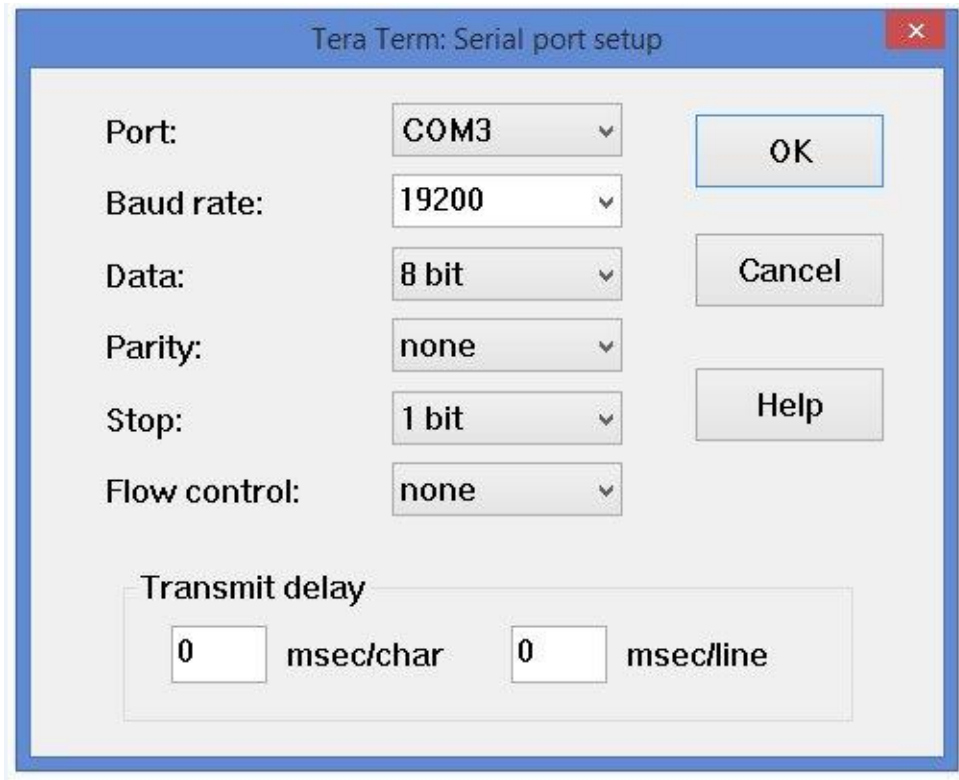 Tera Term: Serial port setup
Port: COM3 OK
Baud rate: 19200
Data: 8 bit Cancel
Parity: none
Stop: 1 bit Help
Flow control: none
Transmit delay
0 msec/char 0 msec/line